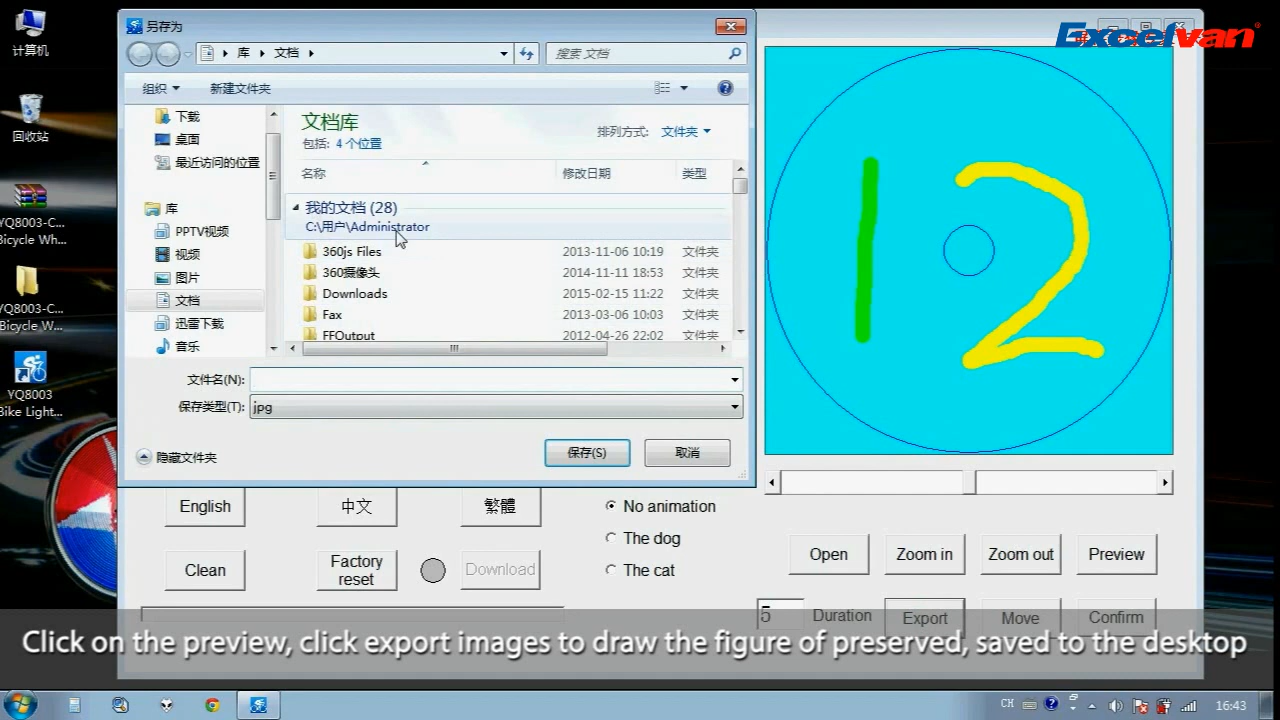 计算机
回收站
YQ8003-C...
Bicycle Wh...
YQ8003-C...
Bicycle W...
YQ8003
Bike Light...
另存为
库 文档
搜索 文档
组织 新建文件夹
下载
桌面
最近访问的位置
库
PPTV视频
视频
图片
文档
迅雷下载
音乐
文档库
包括: 4 个位置
排列方式: 文件夹
名称 修改日期 类型
我的文档 (28)
C:\用户\Administrator
360js Files 2013-11-06 10:19 文件夹
360摄像头 2014-11-11 18:53 文件夹
Downloads 2015-02-15 11:22 文件夹
Fax 2013-03-06 10:03 文件夹
FFOutput 2012-04-26 22:02 文件夹
文件名(N):
保存类型(T): jpg
隐藏文件夹
保存(S) 取消
Excelvan
12
English 中文 繁體
Clean Factory reset Download
No animation
The dog
The cat
Open Zoom in Zoom out Preview
5 Duration Export Move Confirm
Click on the preview, click export images to draw the figure of preserved, saved to the desktop
CH 16:43